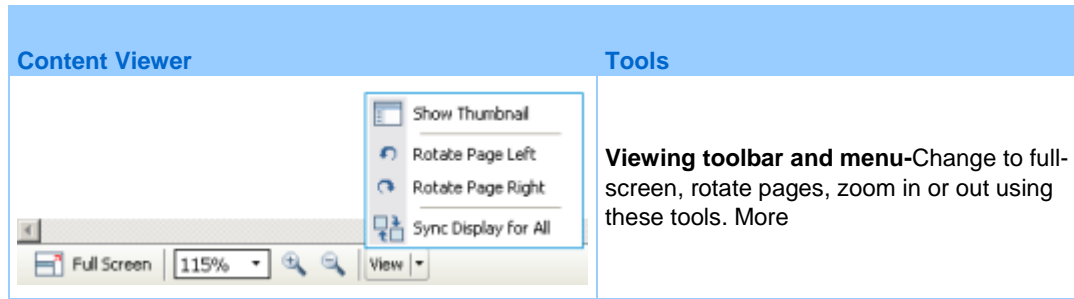 Content Viewer
Tools
Show Thumbnail
Rotate Page Left
Rotate Page Right
Sync Display for All
Full Screen
115%
View
Viewing toolbar and menu-Change to full-
screen, rotate pages, zoom in or out using
these tools. More